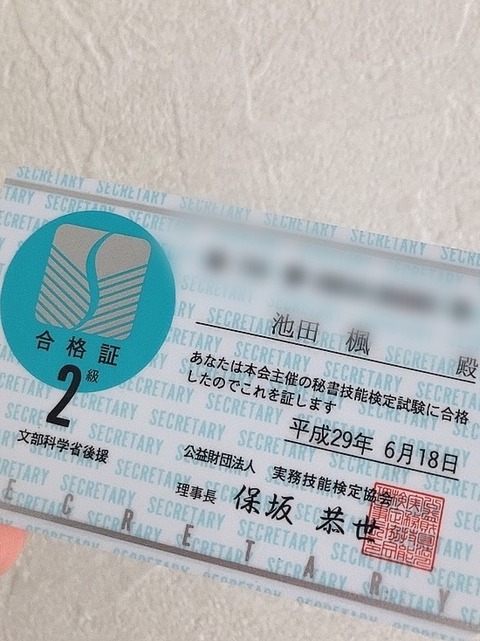 合格証
2級
文部科学省後援
池田 楓 殿
あなたは本会主催の秘書技能検定試験に合格
したのでこれを証します
平成29年 6月18日
公益財団法人 実務技能検定協会
理事長 保坂 恭世
SECRETARY